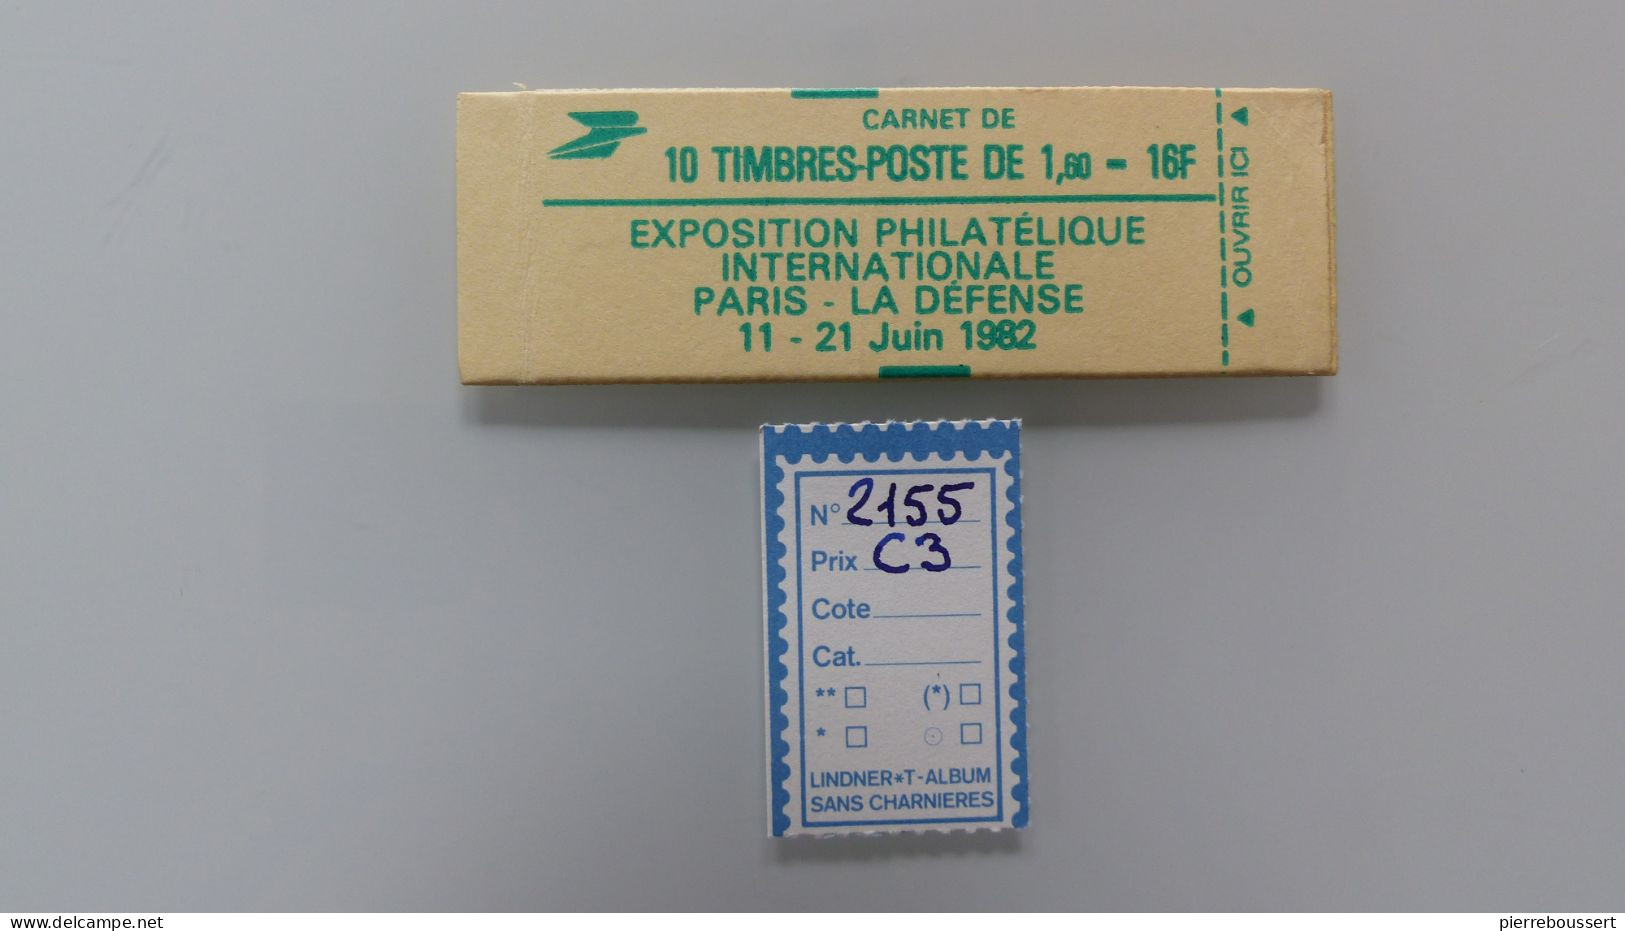 CARNET DE
10 TIMBRES-POSTE DE 1,60 - 16F
EXPOSITION PHILATÉLIQUE
INTERNATIONALE
PARIS - LA DÉFENSE
11 - 21 Juin 1982
▲ OUVRIR ICI ▲
N° 2155
Prix C3
Cote
Cat.
** □ (*) □
* □ ⊙ □
LINDNER*T-ALBUM
SANS CHARNIERES
www.delcampe.net
pierreboussert